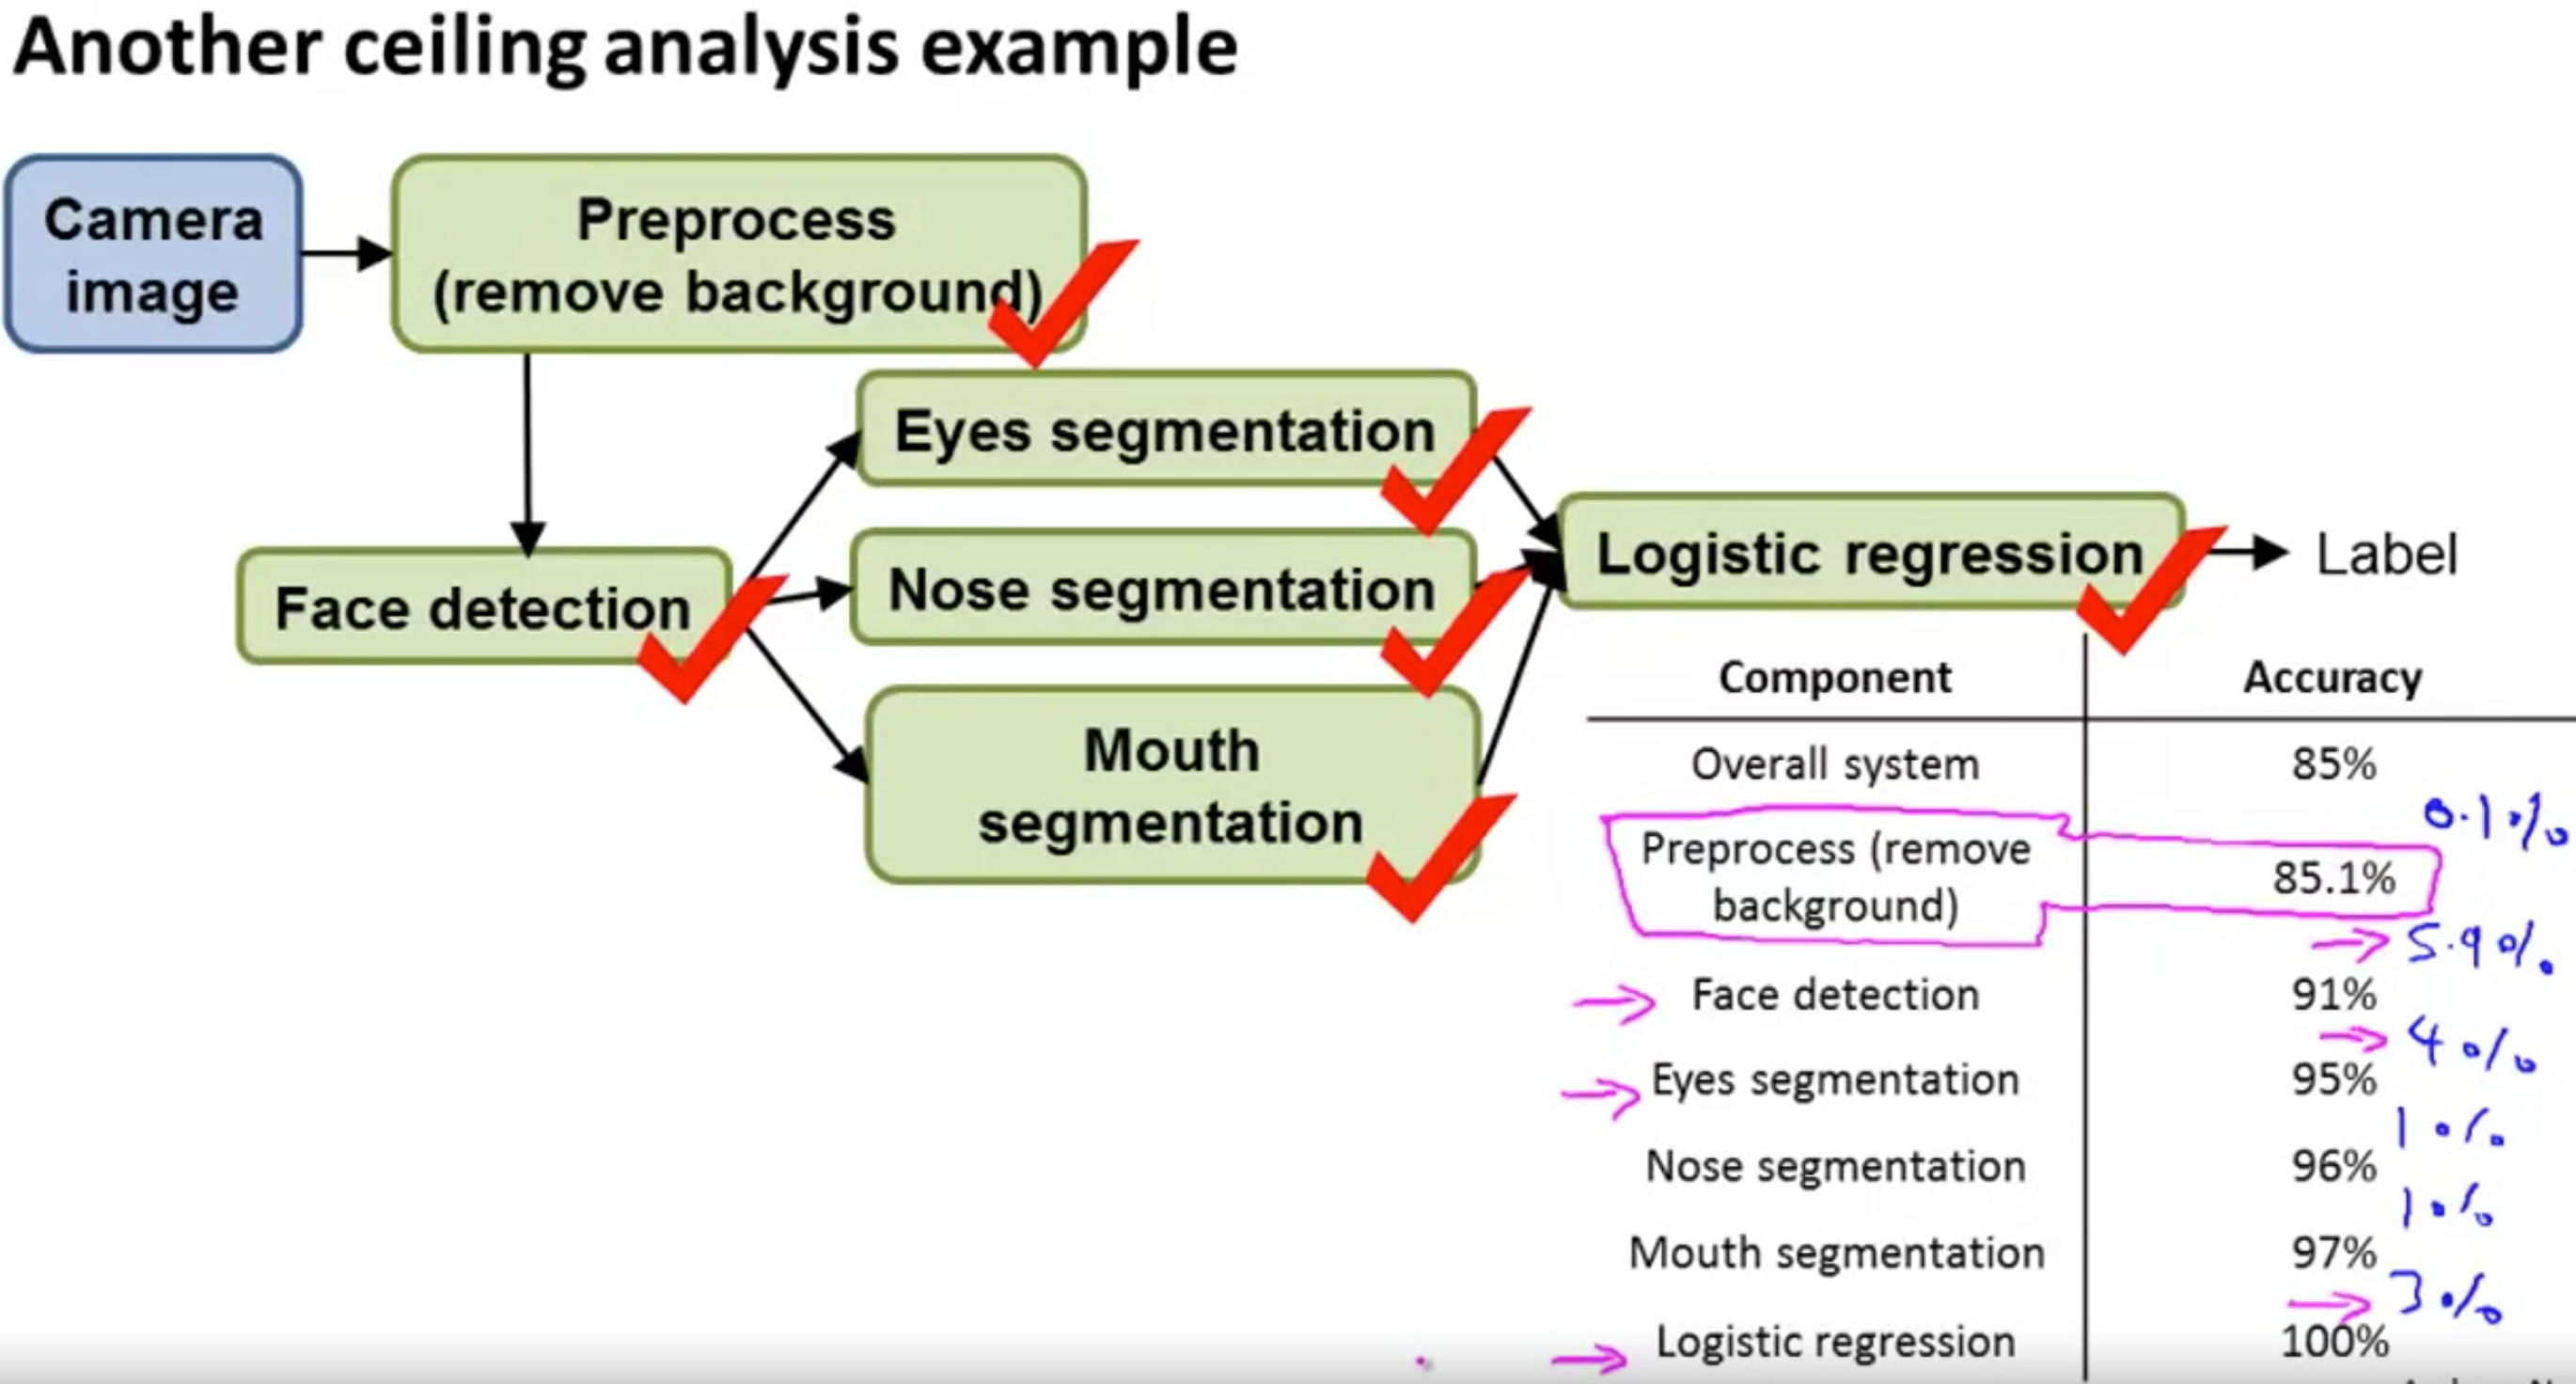 Another ceiling analysis example
Camera
image
Preprocess
(remove background)
Eyes segmentation
Face detection
Nose segmentation
Mouth
segmentation
Logistic regression
Label
Component Accuracy
Overall system 85%
0.1%
Preprocess (remove
background) 85.1%
5.9%
Face detection 91%
4%
Eyes segmentation 95%
1%
Nose segmentation 96%
1%
Mouth segmentation 97%
3%
Logistic regression 100%